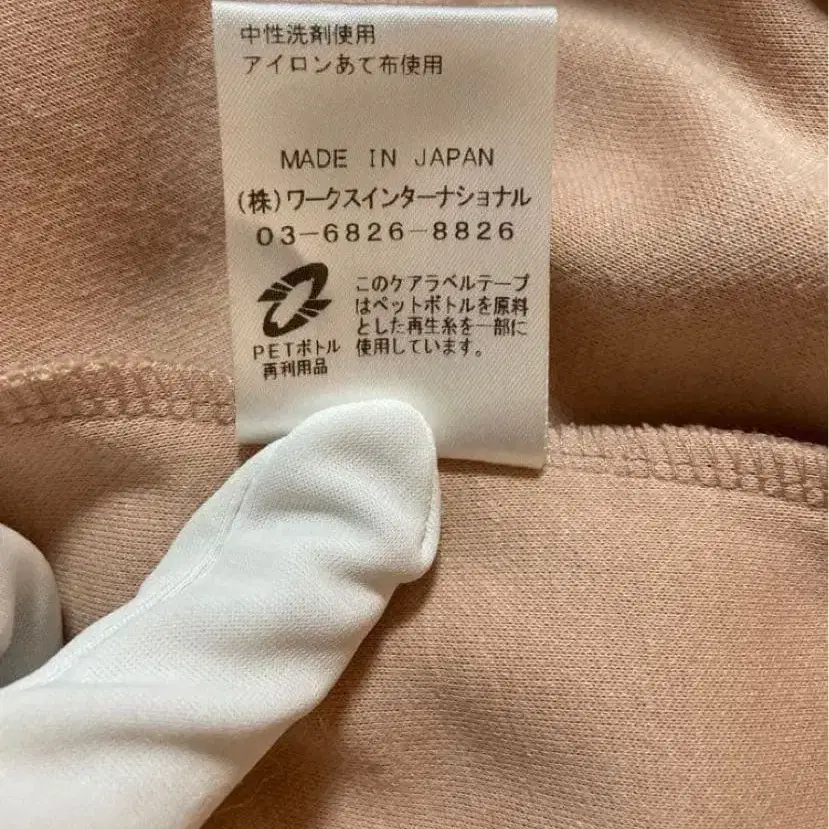 中性洗剤使用
アイロンあて布使用
MADE IN JAPAN
(株)ワークスインターナショナル
03-6826-8826
このケアラベルテープ
はペットボトルを原料
とした再生糸を一部に
使用しています。
PETボトル
再利用品